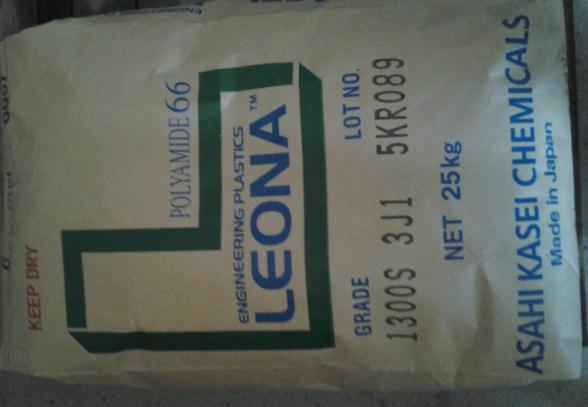 KEEP DRY
POLYAMIDE 66
ENGINEERING PLASTICS
LEONA™
GRADE LOT NO.
1300S 3J1 5KR089
NET 25kg
ASAHI KASEI CHEMICALS
Made in Japan